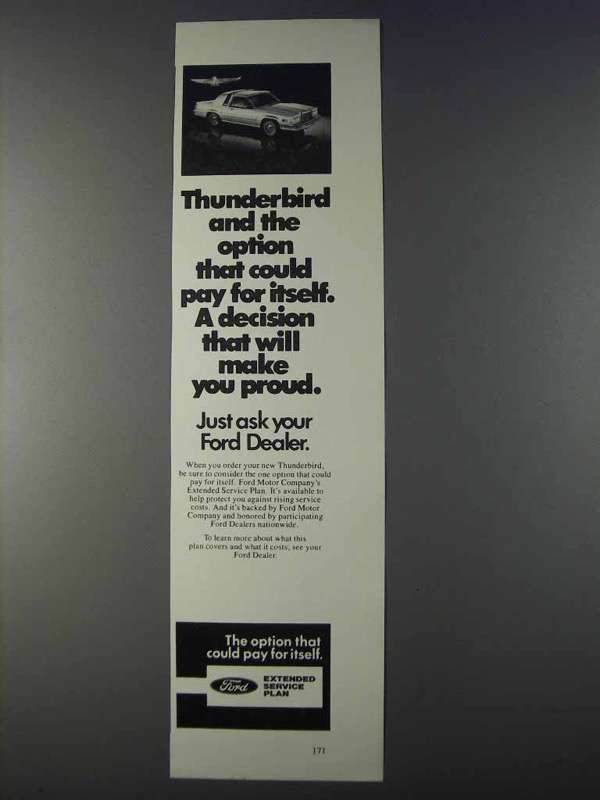 Thunderbird
and the
option
that could
pay for itself.
A decision
that will
make
you proud.
Just ask your
Ford Dealer.
When you order your new Thunderbird,
be sure to consider the one option that could
pay for itself. Ford Motor Company's
Extended Service Plan. It's available to
help protect you against rising service
costs. And it's backed by Ford Motor
Company and honored by participating
Ford Dealers nationwide.
To learn more about what this
plan covers and what it costs, see your
Ford Dealer.
The option that
could pay for itself.
Ford
EXTENDED
SERVICE
PLAN
171